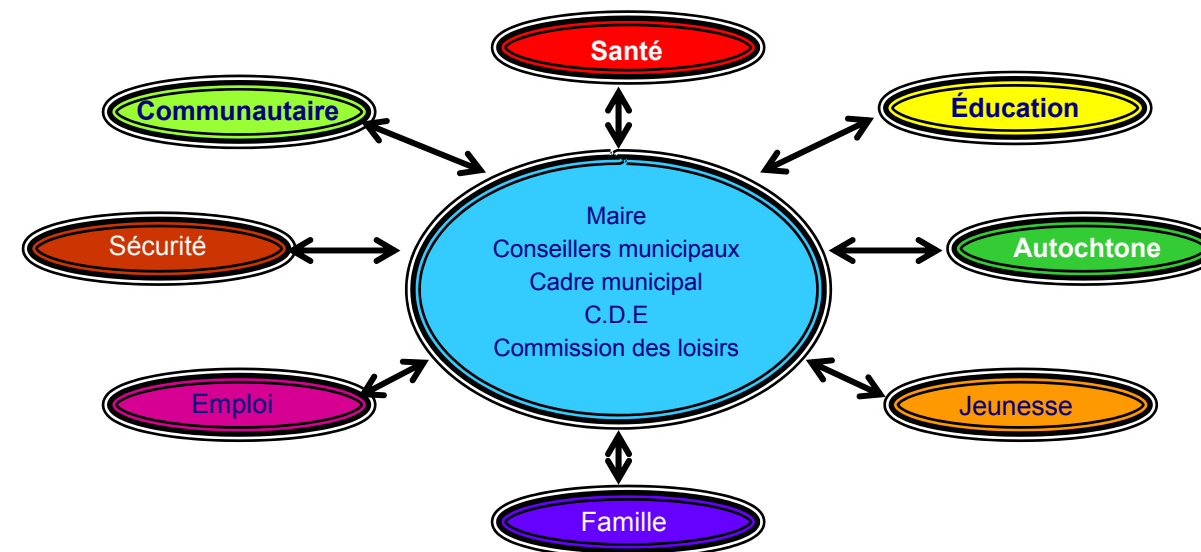 Santé
Communautaire
Éducation
Maire
Conseillers municipaux
Cadre municipal
C.D.E
Commission des loisirs
Sécurité
Autochtone
Emploi
Jeunesse
Famille